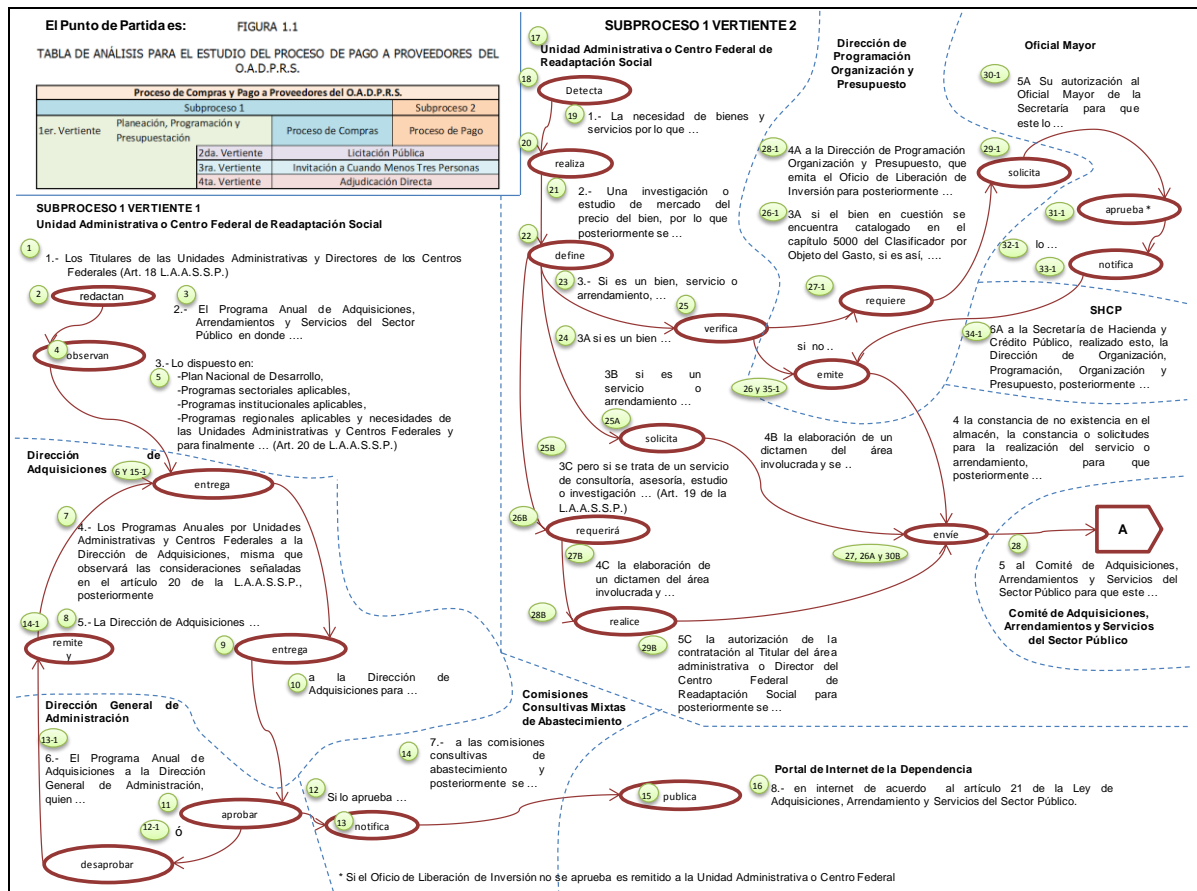 El Punto de Partida es:
FIGURA 1.1
TABLA DE ANÁLISIS PARA EL ESTUDIO DEL PROCESO DE PAGO A PROVEEDORES DEL
O.A.D.P.R.S.
Proceso de Compras y Pago a Proveedores del O.A.D.P.R.S.
Subproceso 1
Subproceso 2
1er. Vertiente
Planeación, Programación y
Presupuestación
Proceso de Compras
Proceso de Pago
2da. Vertiente
Licitación Pública
3ra. Vertiente
Invitación a Cuando Menos Tres Personas
4ta. Vertiente
Adjudicación Directa
SUBPROCESO 1 VERTIENTE 1
Unidad Administrativa o Centro Federal de Readaptación Social
1
1.- Los Titulares de las Unidades Administrativas y Directores de los Centros
Federales (Art. 18 L.A.A.S.S.P.)
2
redactan
3
2.- El Programa Anual de Adquisiciones,
Arrendamientos y Servicios del Sector
Público en donde ….
4
observan
3.- Lo dispuesto en:
5
-Plan Nacional de Desarrollo,
-Programas sectoriales aplicables,
-Programas institucionales aplicables,
-Programas regionales aplicables y necesidades de
las Unidades Administrativas y Centros Federales y
para finalmente … (Art. 20 de L.A.A.S.S.P.)
Dirección de
Adquisiciones
6 Y 15-1
entrega
7
4.- Los Programas Anuales por Unidades
Administrativas y Centros Federales a la
Dirección de Adquisiciones, misma que
observará las consideraciones señaladas
en el artículo 20 de la L.A.A.S.S.P.,
posteriormente
14-1
8
5.- La Dirección de Adquisiciones …
remite
y
9
entrega
10
a la Dirección de
Adquisiciones para …
Dirección General de
Administración
13-1
6.- El Programa Anual de
Adquisiciones a la Dirección
General de Administración,
quien …
11
aprobar
12-1
ó
desaprobar
12
Si lo aprueba …
13
notifica
Comisiones
Consultivas Mixtas
de Abastecimiento
14
7.- a las comisiones
consultivas de
abastecimiento y
posteriormente se …
15
publica
Portal de Internet de la Dependencia
16
8.- en internet de acuerdo al artículo 21 de la Ley de
Adquisiciones, Arrendamiento y Servicios del Sector Público.
* Si el Oficio de Liberación de Inversión no se aprueba es remitido a la Unidad Administrativa o Centro Federal
SUBPROCESO 1 VERTIENTE 2
17
Unidad Administrativa o Centro Federal de
Readaptación Social
18
Detecta
19
1.- La necesidad de bienes y
servicios por lo que …
20
realiza
21
2.- Una investigación o
estudio de mercado del
precio del bien, por lo que
posteriormente se …
22
define
23
3.- Si es un bien, servicio o
arrendamiento, …
24
3A si es un bien …
25
verifica
3B si es un
servicio o
arrendamiento …
25A
solicita
4B la elaboración de un
dictamen del área
involucrada y se ..
25B
3C pero si se trata de un servicio
de consultoría, asesoría, estudio
o investigación … (Art. 19 de la
L.A.A.S.S.P.)
26B
requerirá
27B
4C la elaboración de
un dictamen del área
involucrada y …
28B
realice
29B
5C la autorización de la
contratación al Titular del área
administrativa o Director del
Centro Federal de
Readaptación Social para
posteriormente se …
Dirección de
Programación
Organización y
Presupuesto
28-1
4A a la Dirección de Programación
Organización y Presupuesto, que
emita el Oficio de Liberación de
Inversión para posteriormente …
26-1
3A si el bien en cuestión se
encuentra catalogado en el
capítulo 5000 del Clasificador por
Objeto del Gasto, si es así, ….
27-1
requiere
si no ..
emite
26 y 35-1
29-1
solicita
Oficial Mayor
30-1
5A Su autorización al
Oficial Mayor de la
Secretaría para que
este lo …
31-1
aprueba *
32-1
lo …
33-1
notifica
SHCP
34-1
6A a la Secretaría de Hacienda y
Crédito Público, realizado esto, la
Dirección de Organización,
Programación, Organización y
Presupuesto, posteriormente …
4 la constancia de no existencia en el
almacén, la constancia o solicitudes
para la realización del servicio o
arrendamiento, para que
posteriormente …
envíe
27, 26A y 30B
A
28
5 al Comité de Adquisiciones,
Arrendamientos y Servicios del
Sector Público para que este …
Comité de Adquisiciones,
Arrendamientos y Servicios
del Sector Público